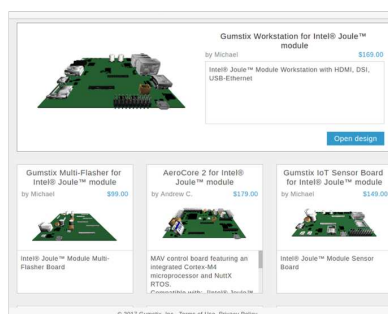 Gumstix Workstation for Intel® Joule™
module
by Michael $169.00
Intel® Joule™ Module Workstation with HDMI, DSI,
USB-Ethernet
Open design
Gumstix Multi-Flasher for
Intel® Joule™ module
by Michael $99.00
Intel® Joule™ Module Multi-
Flasher Board
AeroCore 2 for Intel®
Joule™ module
by Andrew C. $179.00
MAV control board featuring an
integrated Cortex-M4
microprocessor and NuttX
RTOS.
Compatible with:
Gumstix IoT Sensor Board
for Intel® Joule™ module
by Michael $149.00
Intel® Joule™ Module Sensor
Board
© 2017 Gumstix, Inc. Terms of Use Privacy Policy